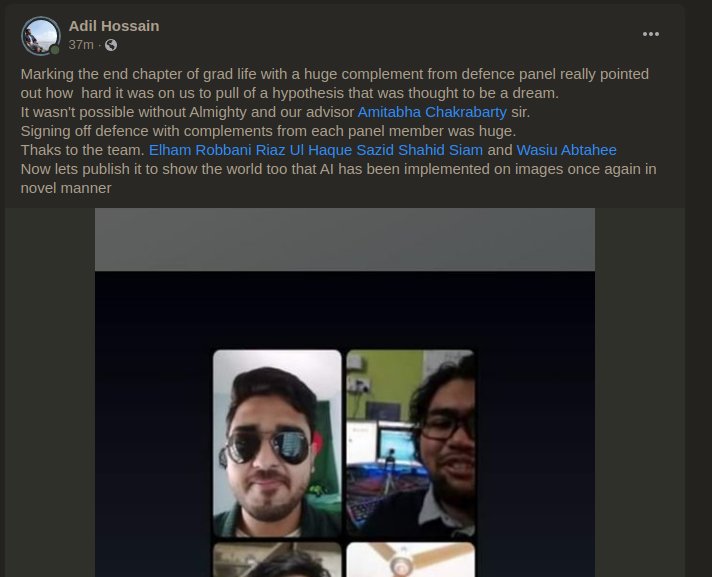 Adil Hossain
37m ·
Marking the end chapter of grad life with a huge complement from defence panel really pointed
out how  hard it was on us to pull of a hypothesis that was thought to be a dream.
It wasn't possible without Almighty and our advisor Amitabha Chakrabarty sir.
Signing off defence with complements from each panel member was huge.
Thaks to the team. Elham Robbani Riaz Ul Haque Sazid Shahid Siam and Wasiu Abtahee
Now lets publish it to show the world too that AI has been implemented on images once again in
novel manner